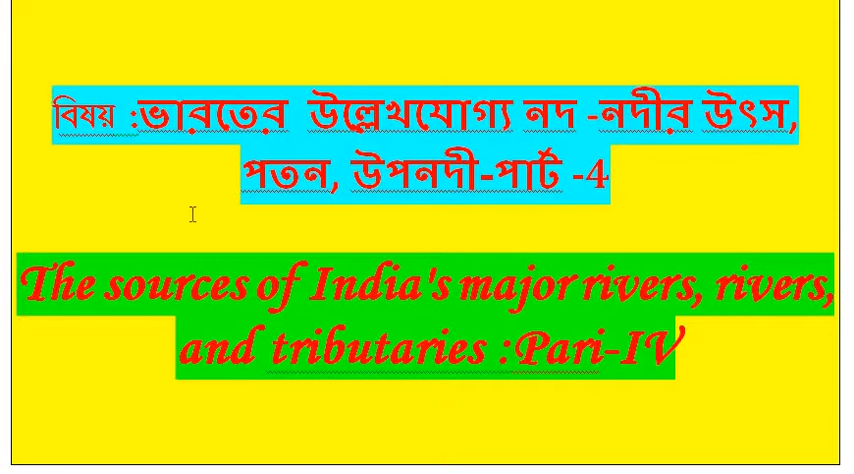 বিষয় :ভারতের উল্লেখযোগ্য নদ -নদীর উৎস,
পতন, উপনদী-পার্ট -4
The sources of India's major rivers, rivers,
and tributaries :Pari-IV